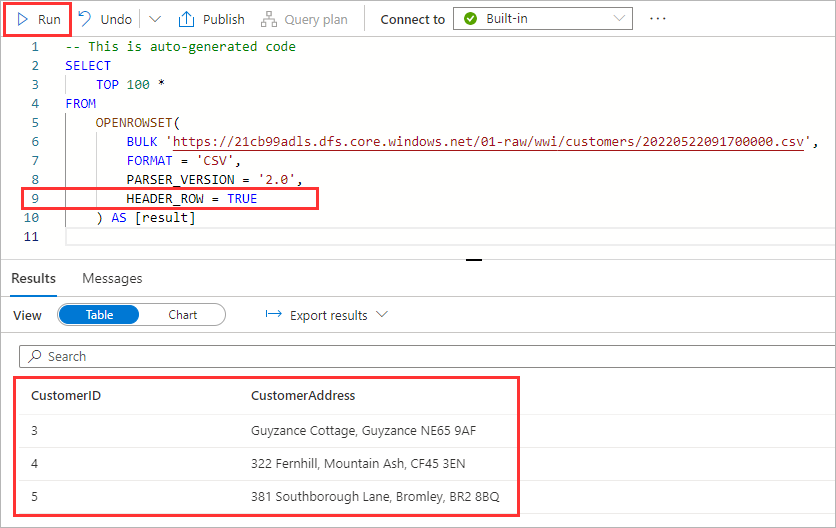 Run Undo Publish Query plan Connect to Built-in ...
1 -- This is auto-generated code
2 SELECT
3 TOP 100 *
4 FROM
5 OPENROWSET(
6 BULK 'https://21cb99adls.dfs.core.windows.net/01-raw/wwi/customers/20220522091700000.csv',
7 FORMAT = 'CSV',
8 PARSER_VERSION = '2.0',
9 HEADER_ROW = TRUE
10 ) AS [result]
11
Results Messages
View Table Chart Export results
Search
CustomerID CustomerAddress
3 Guyzance Cottage, Guyzance NE65 9AF
4 322 Fernhill, Mountain Ash, CF45 3EN
5 381 Southborough Lane, Bromley, BR2 8BQ